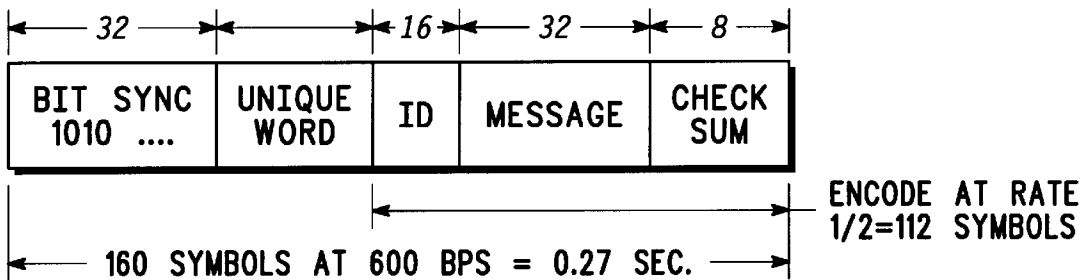 32 16 32 8
BIT SYNC 1010 ....
UNIQUE WORD
ID
MESSAGE
CHECK SUM
ENCODE AT RATE
1/2=112 SYMBOLS
160 SYMBOLS AT 600 BPS = 0.27 SEC.